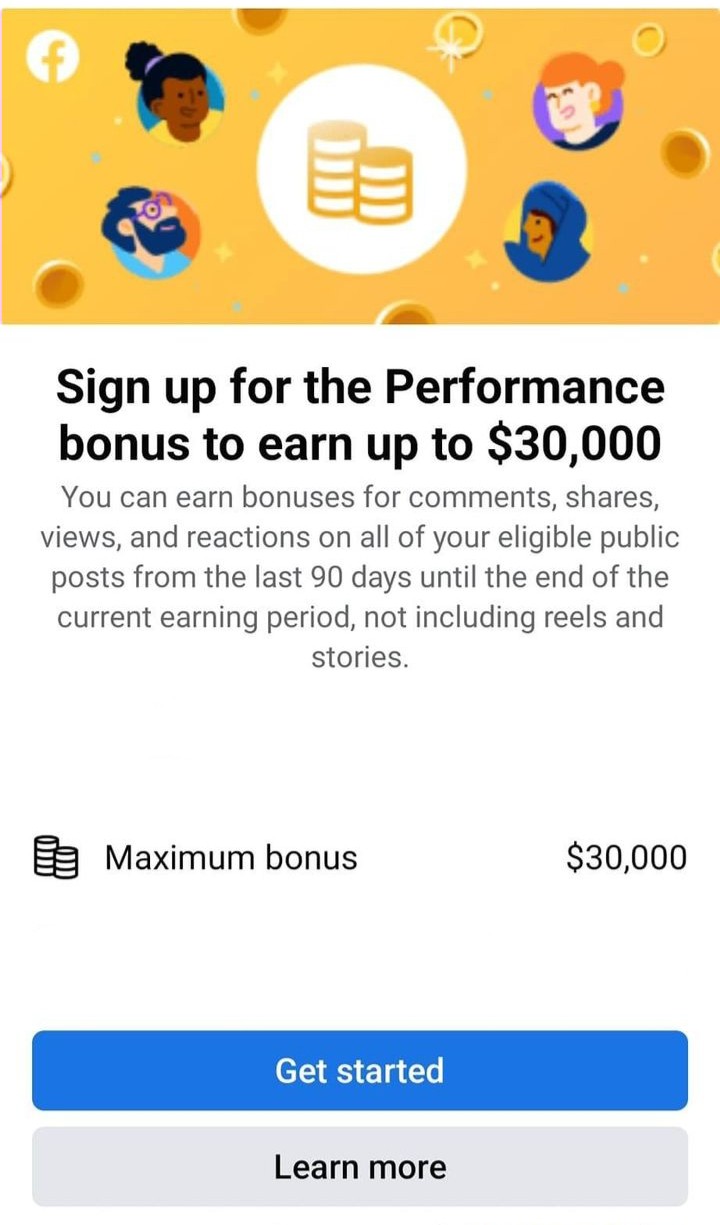 Sign up for the Performance
bonus to earn up to $30,000
You can earn bonuses for comments, shares,
views, and reactions on all of your eligible public
posts from the last 90 days until the end of the
current earning period, not including reels and
stories.
Maximum bonus $30,000
Get started
Learn more